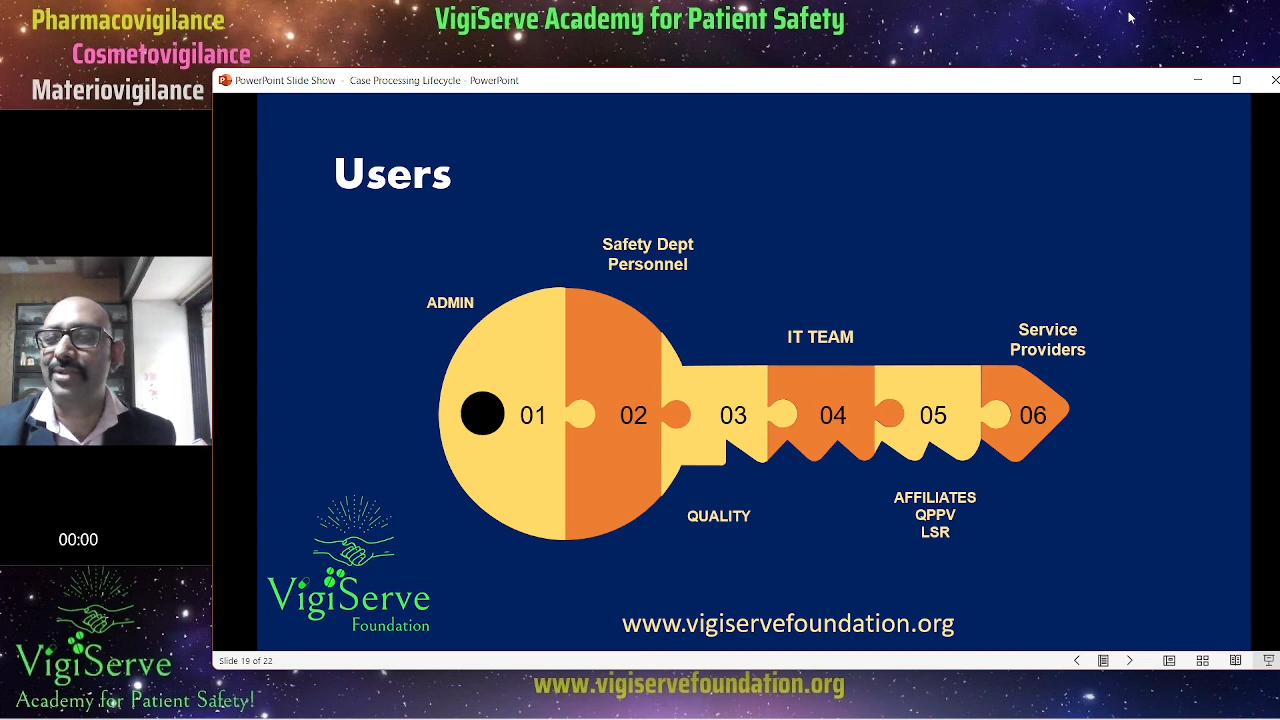 Pharmacovigilance
Cosmetovigilance
Materiovigilance
VigiServe Academy for Patient Safety
PowerPoint Slide Show - Case Processing Lifecycle - PowerPoint
Users
Safety Dept
Personnel
ADMIN
IT TEAM
Service
Providers
01
02
03
04
05
06
QUALITY
AFFILIATES
QPPV
LSR
VigiServe
Foundation
www.vigiservefoundation.org
Slide 19 of 22
00:00
VigiServe
Academy for Patient Safety!
www.vigiservefoundation.org